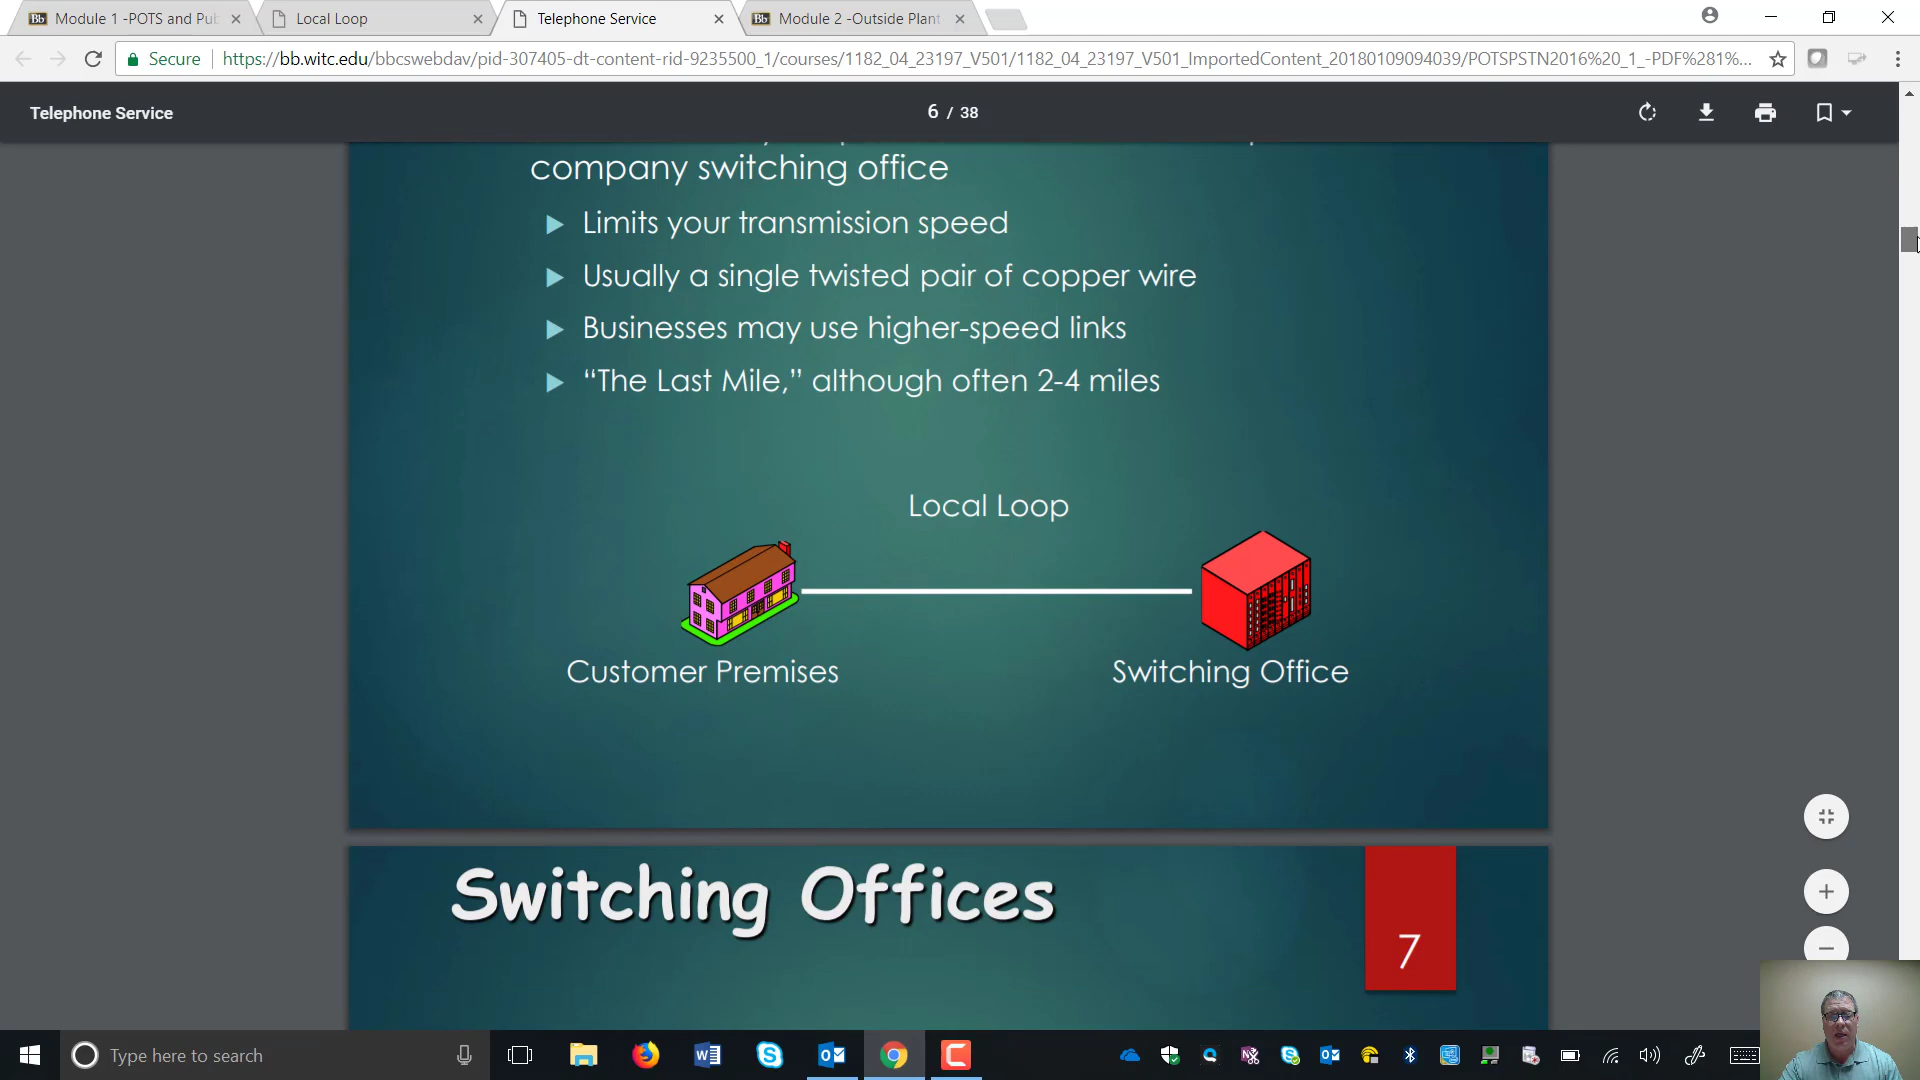 Module 1 -POTS and Pub
Local Loop
Telephone Service
Module 2 -Outside Plant
Secure
https://bb.witc.edu/bbcswebdav/pid-307405-dt-content-rid-9235500_1/courses/1182_04_23197_V501/1182_04_23197_V501_ImportedContent_20180109094039/POTSPSTN2016%20_1_-PDF%281%...
Telephone Service
6 / 38
company switching office
Limits your transmission speed
Usually a single twisted pair of copper wire
Businesses may use higher-speed links
“The Last Mile,” although often 2-4 miles
Local Loop
Customer Premises
Switching Office
Switching Offices
7
Type here to search